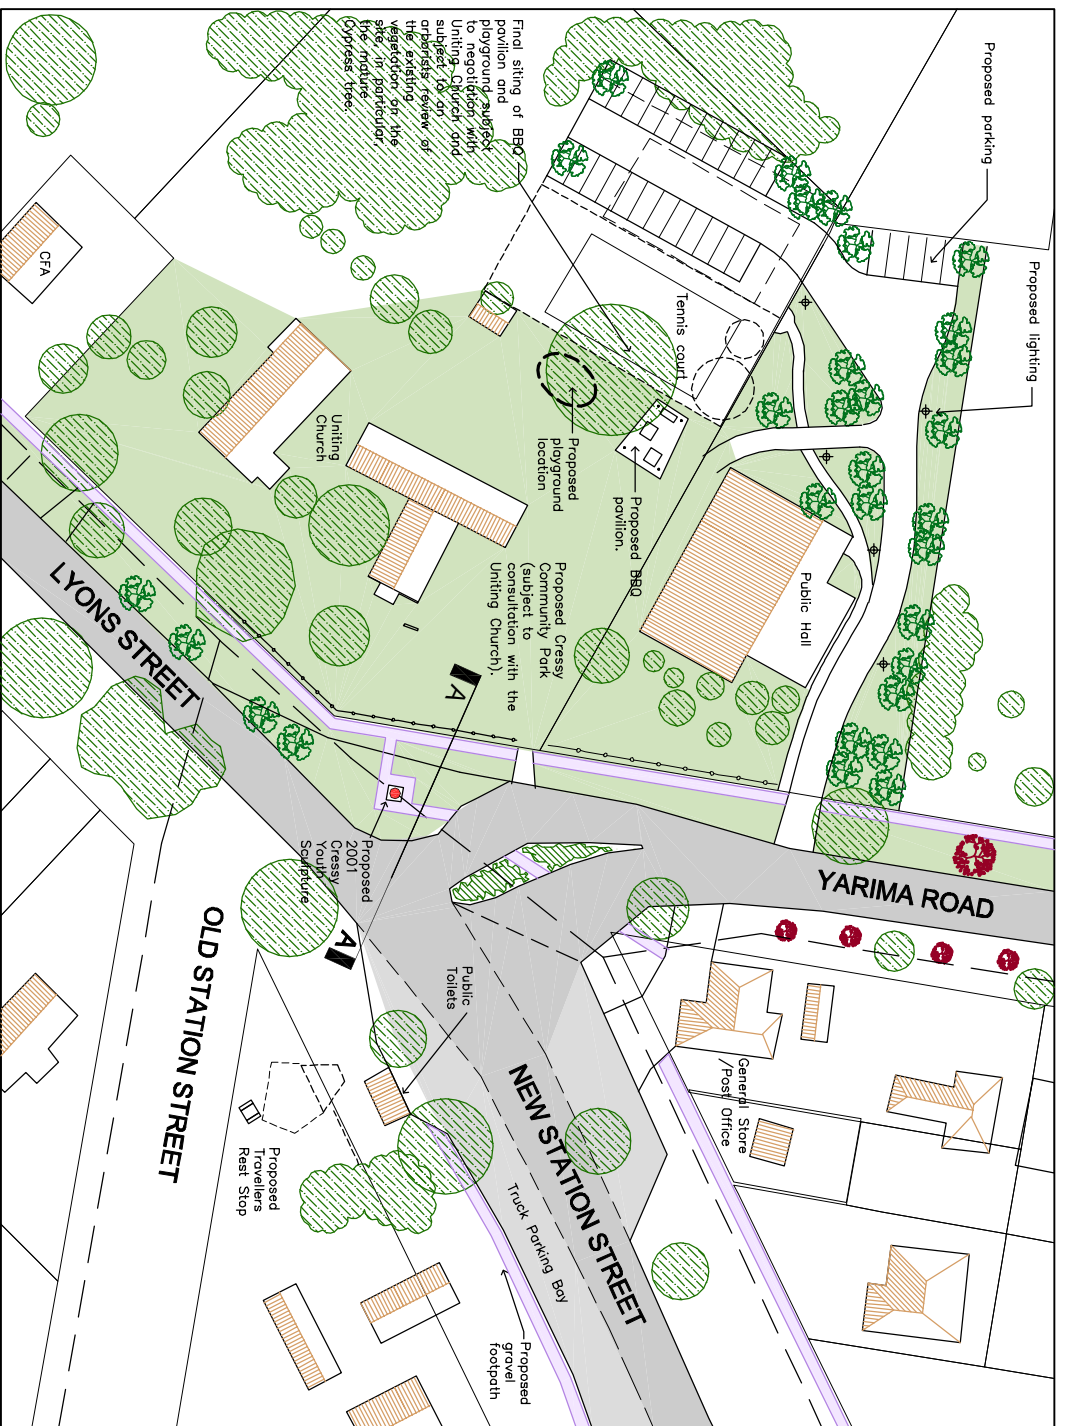 Proposed parking
Proposed lighting
Final siting of BBQ
pavilion and
playground subject
to negotiation with
Uniting Church and
subject to an
arborists review of
the existing
vegetation on the
site, in particular,
the mature
Cypress tree.
CFA
Tennis court
Uniting
Church
Proposed
playground
location
Proposed BBQ
pavilion.
Public Hall
Proposed Cressy
Community Park
(subject to
consultation with the
Uniting Church).
A
LYONS STREET
Proposed
2001
Cressy
Youth
Sculpture
A
YARIMA ROAD
OLD STATION STREET
Public
Toilets
General Store
/Post Office
NEW STATION STREET
Truck Parking Bay
Proposed
Travellers
Rest Stop
Proposed
gravel
footpath